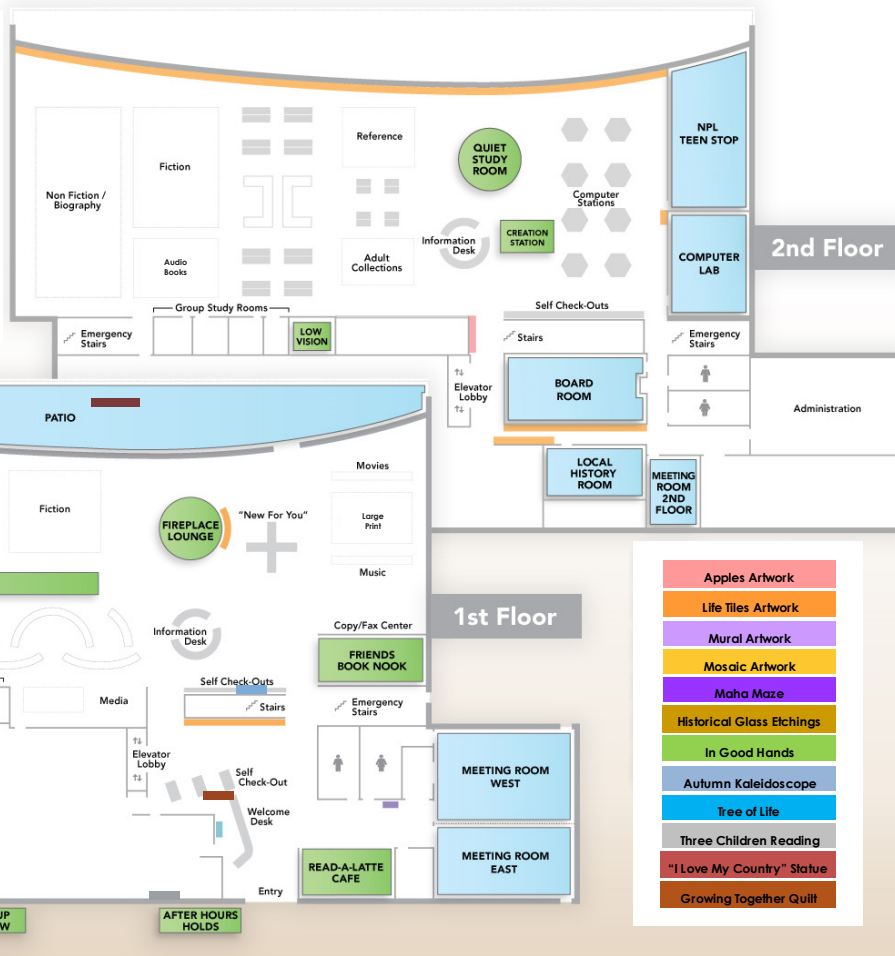 NPL
TEEN STOP
Reference
QUIET
STUDY
ROOM
Fiction
Non Fiction /
Biography
Computer
Stations
CREATION
STATION
Information
Desk
2nd Floor
COMPUTER
LAB
Adult
Collections
Audio
Books
Group Study Rooms
Self Check-Outs
Emergency
Stairs
LOW
VISION
Stairs
Emergency
Stairs
Elevator
Lobby
BOARD
ROOM
Administration
PATIO
Movies
LOCAL
HISTORY
ROOM
MEETING
ROOM
2ND
FLOOR
Fiction
FIREPLACE
LOUNGE
"New For You"
Large
Print
Music
1st Floor
Copy/Fax Center
Information
Desk
FRIENDS
BOOK NOOK
Self Check-Outs
Media
Stairs
Emergency
Stairs
Elevator
Lobby
Self
Check-Out
Welcome
Desk
MEETING ROOM
WEST
MEETING ROOM
EAST
READ-A-LATTE
CAFE
Entry
UP
W
AFTER HOURS
HOLDS
Apples Artwork
Life Tiles Artwork
Mural Artwork
Mosaic Artwork
Maha Maze
Historical Glass Etchings
In Good Hands
Autumn Kaleidoscope
Tree of Life
Three Children Reading
"I Love My Country" Statue
Growing Together Quilt